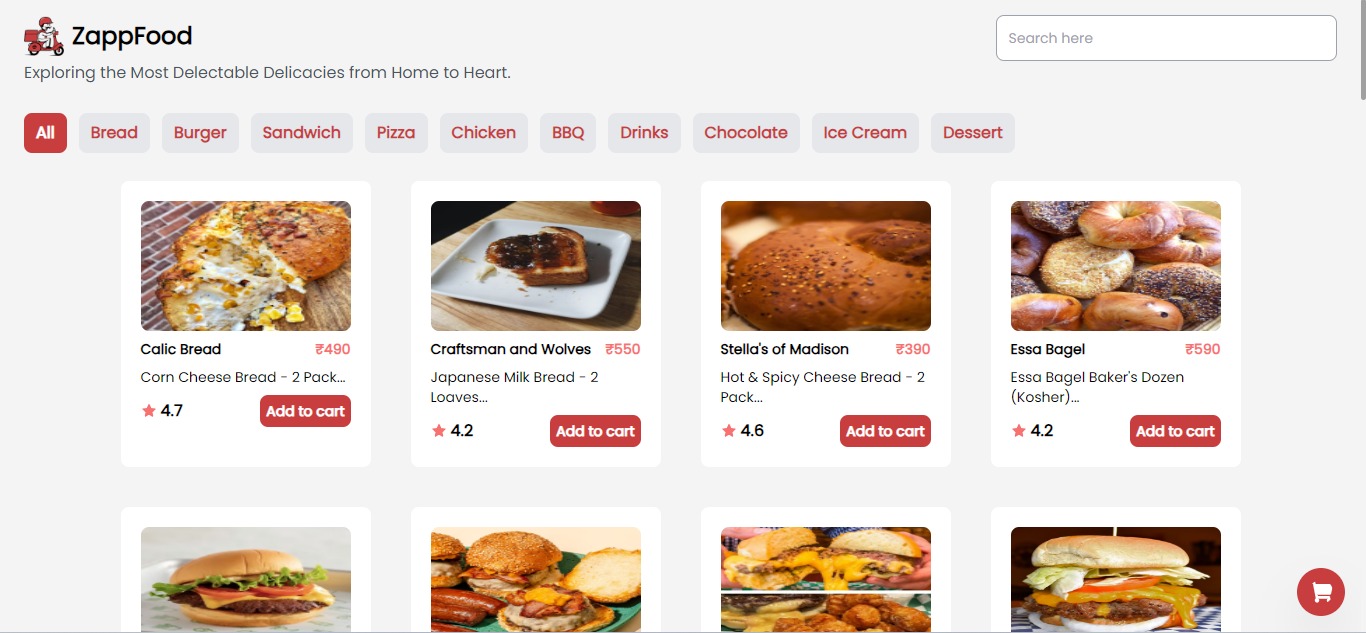 ZappFood
Search here
Exploring the Most Delectable Delicacies from Home to Heart.
All
Bread
Burger
Sandwich
Pizza
Chicken
BBQ
Drinks
Chocolate
Ice Cream
Dessert
Calic Bread
₹490
Corn Cheese Bread - 2 Pack...
4.7
Add to cart
Craftsman and Wolves
₹550
Japanese Milk Bread - 2
Loaves...
4.2
Add to cart
Stella's of Madison
₹390
Hot & Spicy Cheese Bread - 2
Pack...
4.6
Add to cart
Essa Bagel
₹590
Essa Bagel Baker's Dozen
(Kosher)...
4.2
Add to cart